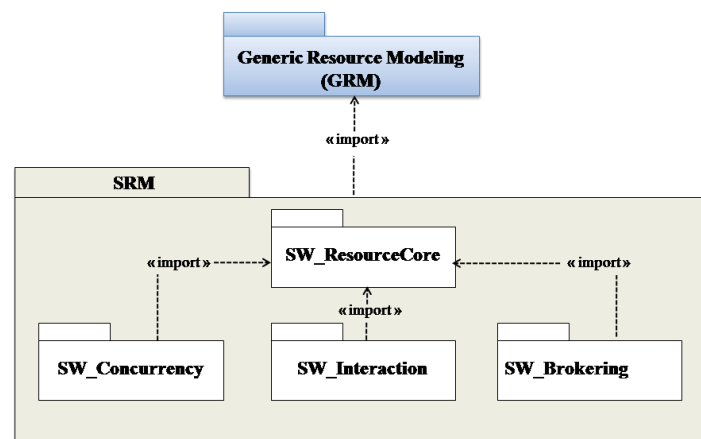 Generic Resource Modeling
(GRM)
« import »
SRM
SW_ResourceCore
« import »
« import »
« import »
SW_Concurrency
SW_Interaction
SW_Brokering